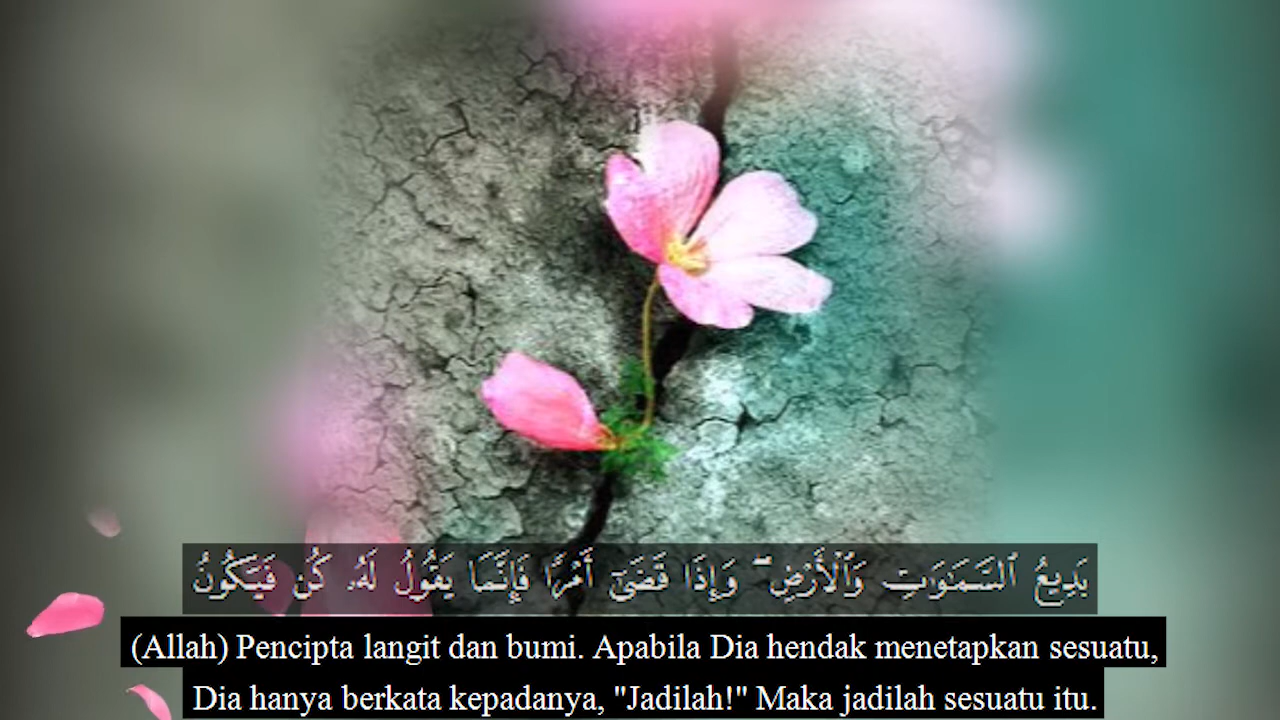 بَدِيعُ ٱلسَّمَـٰوَٰتِ وَٱلْأَرْضِ ۖ وَإِذَا قَضَىٰٓ أَمْرًا فَإِنَّمَا يَقُولُ لَهُۥ كُن فَيَكُونُ
(Allah) Pencipta langit dan bumi. Apabila Dia hendak menetapkan sesuatu,
Dia hanya berkata kepadanya, "Jadilah!" Maka jadilah sesuatu itu.